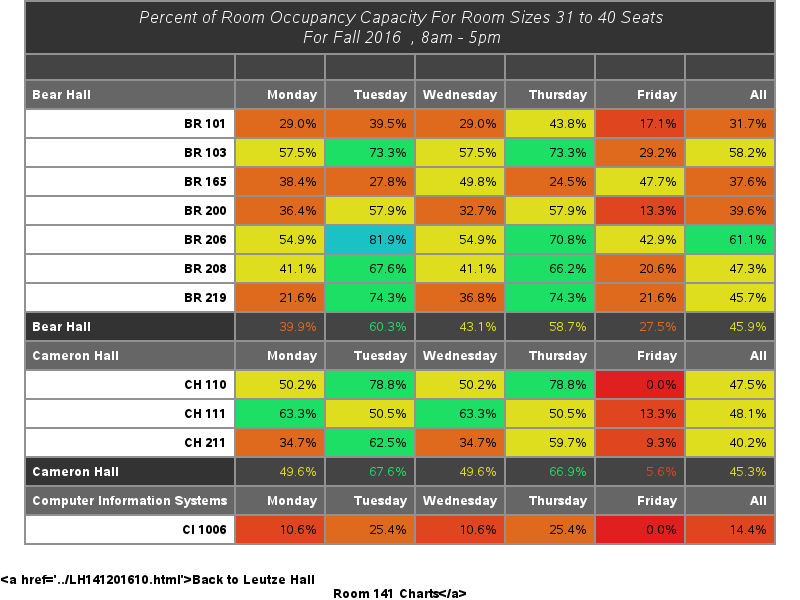 Percent of Room Occupancy Capacity For Room Sizes 31 to 40 Seats
For Fall 2016  , 8am - 5pm
Bear Hall Monday Tuesday Wednesday Thursday Friday All
BR 101 29.0% 39.5% 29.0% 43.8% 17.1% 31.7%
BR 103 57.5% 73.3% 57.5% 73.3% 29.2% 58.2%
BR 165 38.4% 27.8% 49.8% 24.5% 47.7% 37.6%
BR 200 36.4% 57.9% 32.7% 57.9% 13.3% 39.6%
BR 206 54.9% 81.9% 54.9% 70.8% 42.9% 61.1%
BR 208 41.1% 67.6% 41.1% 66.2% 20.6% 47.3%
BR 219 21.6% 74.3% 36.8% 74.3% 21.6% 45.7%
Bear Hall 39.9% 60.3% 43.1% 58.7% 27.5% 45.9%
Cameron Hall Monday Tuesday Wednesday Thursday Friday All
CH 110 50.2% 78.8% 50.2% 78.8% 0.0% 47.5%
CH 111 63.3% 50.5% 63.3% 50.5% 13.3% 48.1%
CH 211 34.7% 62.5% 34.7% 59.7% 9.3% 40.2%
Cameron Hall 49.6% 67.6% 49.6% 66.9% 5.6% 45.3%
Computer Information Systems Monday Tuesday Wednesday Thursday Friday All
CI 1006 10.6% 25.4% 10.6% 25.4% 0.0% 14.4%
<a href='../LH141201610.html'>Back to Leutze Hall
Room 141 Charts</a>